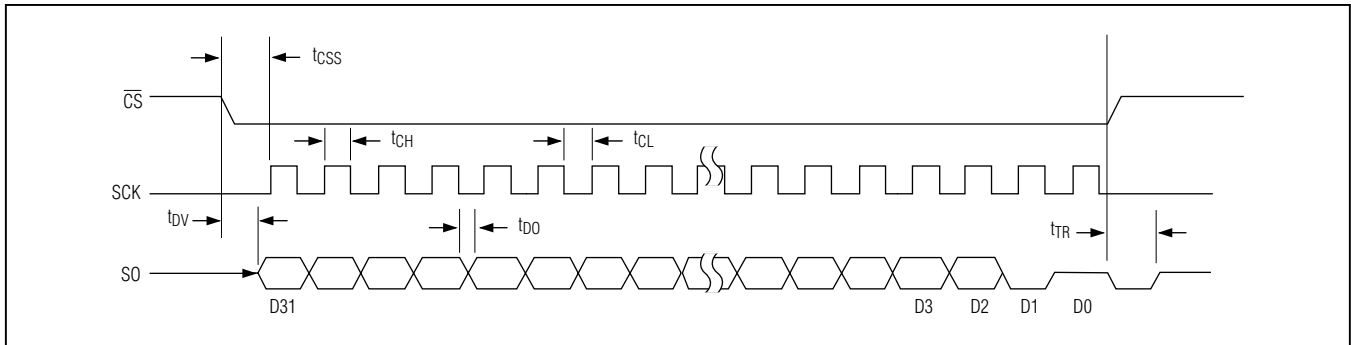 tCSS
CS
tCH
tCL
SCK
tDV
tDO
tTR
SO
D31
D3
D2
D1
D0